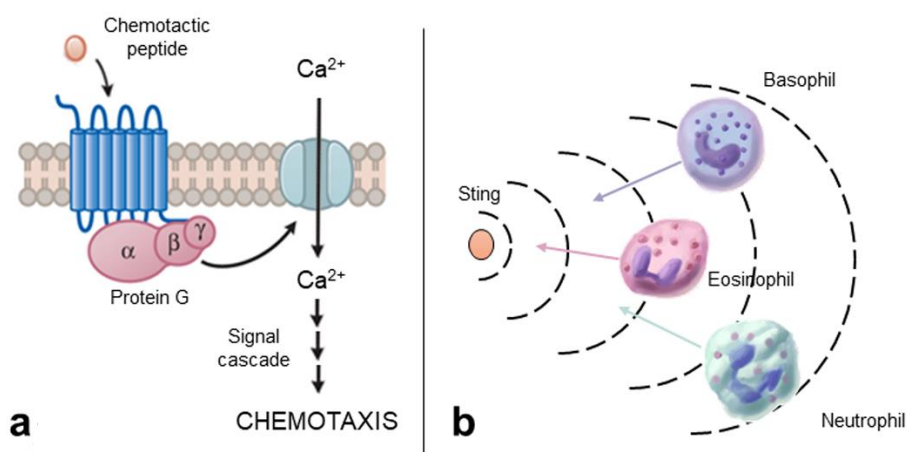 Chemotactic
peptide
Ca²⁺
α
β
γ
Protein G
Ca²⁺
Signal
cascade
CHEMOTAXIS
a
Basophil
Sting
Eosinophil
Neutrophil
b